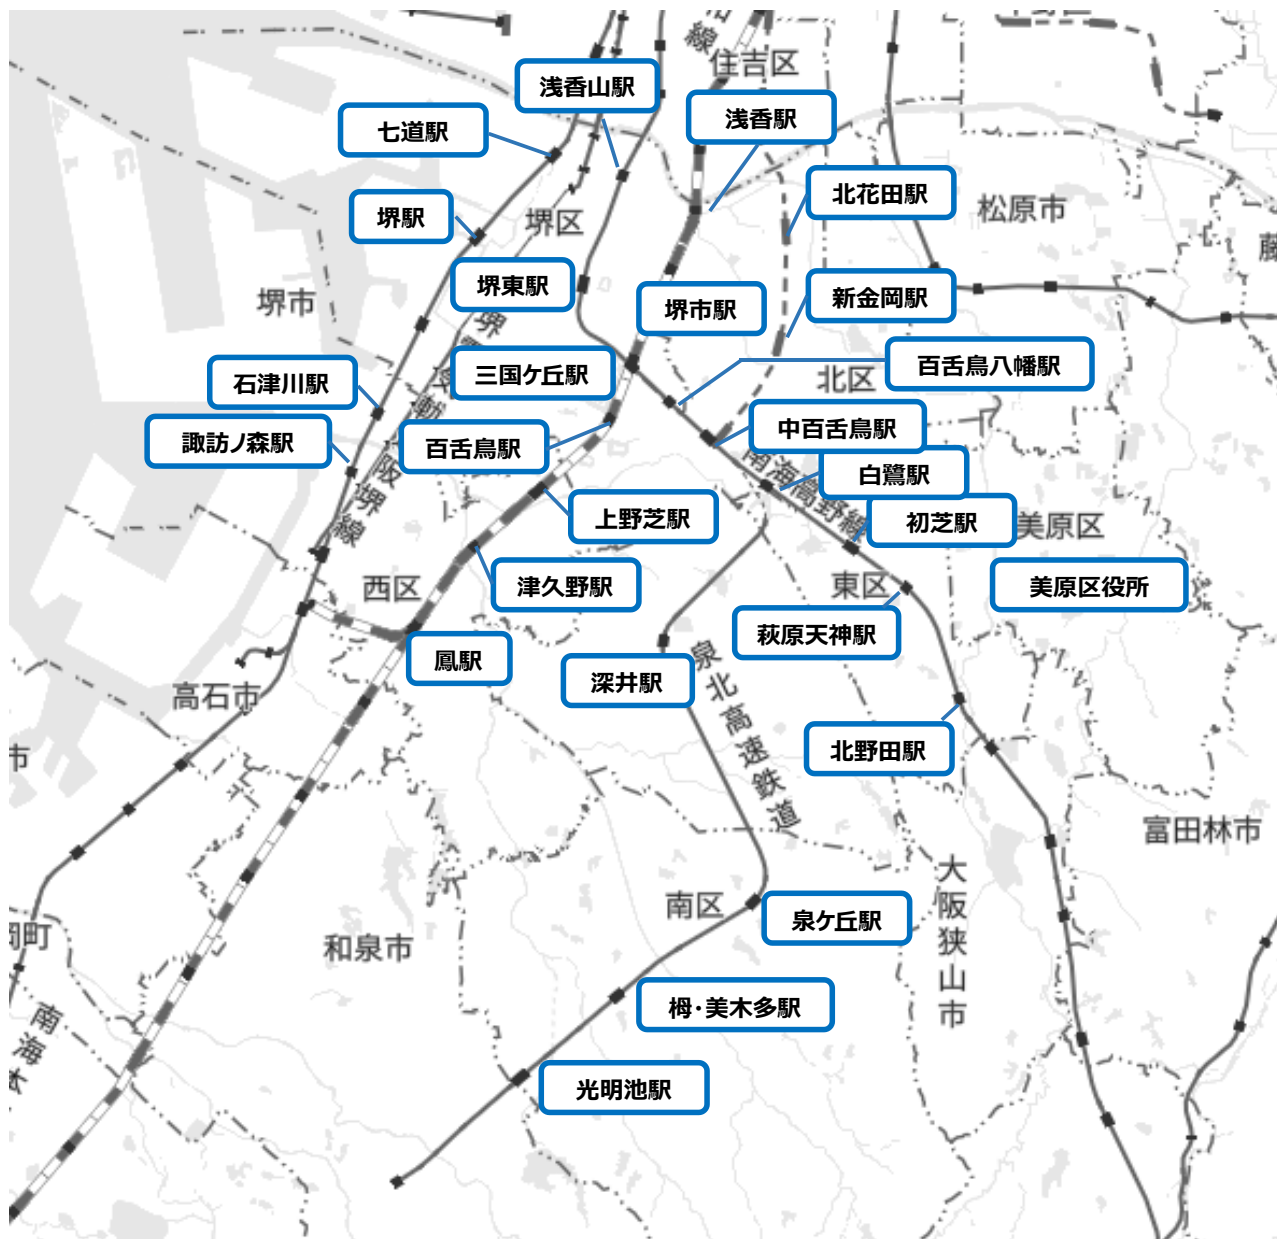 住吉区
浅香山駅
浅香駅
七道駅
北花田駅
堺駅
堺区
松原市
堺東駅
堺市
堺市駅
新金岡駅
三国ケ丘駅
百舌鳥八幡駅
北区
石津川駅
諏訪ノ森駅
百舌鳥駅
中百舌鳥駅
南海高野線
白鷺駅
上野芝駅
初芝駅
美原区
西区
津久野駅
東区
美原区役所
萩原天神駅
鳳駅
深井駅
高石市
泉北高速鉄道
北野田駅
市
富田林市
南区
泉ケ丘駅
大阪狭山市
和泉市
栂・美木多駅
南海本
光明池駅